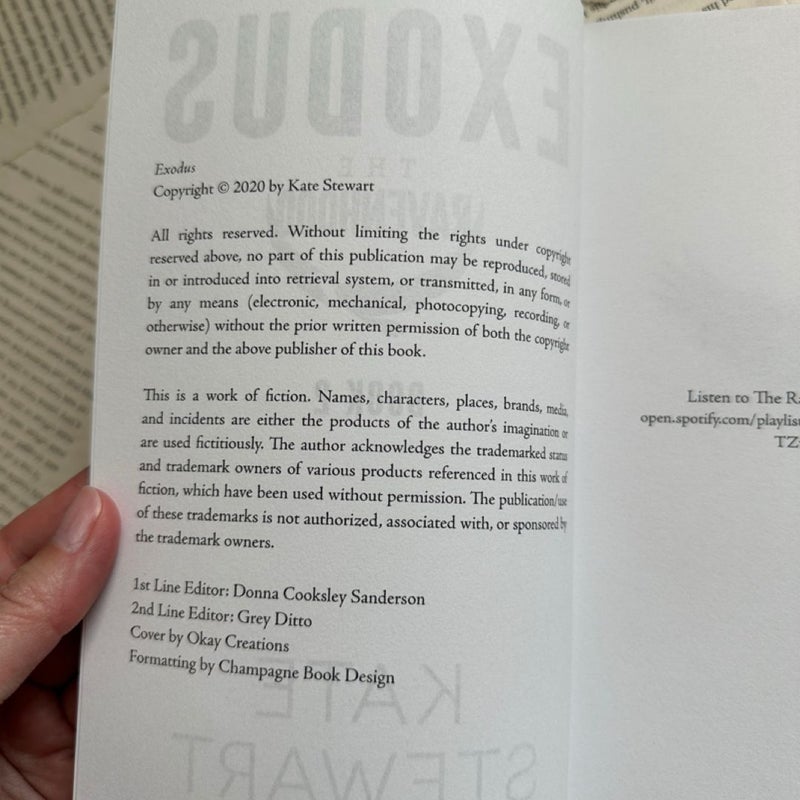 Exodus
Copyright © 2020 by Kate Stewart
All rights reserved. Without limiting the rights under copyright
reserved above, no part of this publication may be reproduced, stored
in or introduced into retrieval system, or transmitted, in any form, or
by any means (electronic, mechanical, photocopying, recording, or
otherwise) without the prior written permission of both the copyright
owner and the above publisher of this book.
This is a work of fiction. Names, characters, places, brands, media,
and incidents are either the products of the author's imagination or
are used fictitiously. The author acknowledges the trademarked status
and trademark owners of various products referenced in this work of
fiction, which have been used without permission. The publication/use
of these trademarks is not authorized, associated with, or sponsored by
the trademark owners.
1st Line Editor: Donna Cooksley Sanderson
2nd Line Editor: Grey Ditto
Cover by Okay Creations
Formatting by Champagne Book Design
EXODUS
THE
RAVENHOOD
BOOK 2
KATE
STEWART
Listen to The Ra
open.spotify.com/playlis
TZ